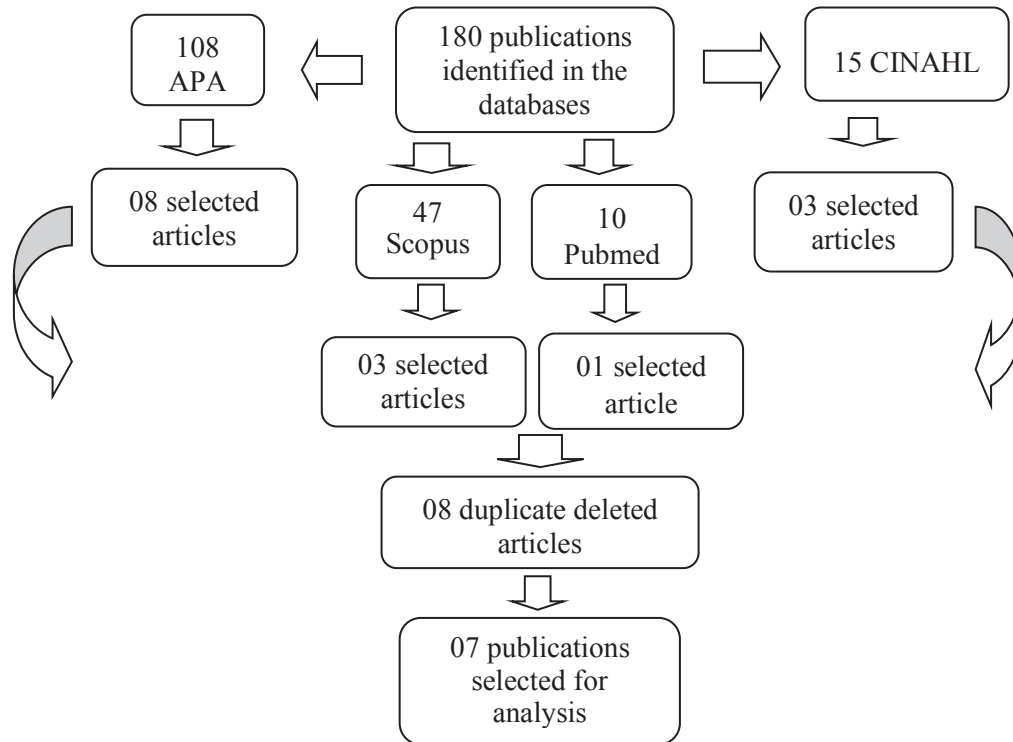 108
APA
180 publications
identified in the
databases
15 CINAHL
08 selected
articles
47
Scopus
10
Pubmed
03 selected
articles
03 selected
articles
01 selected
article
08 duplicate deleted
articles
07 publications
selected for
analysis